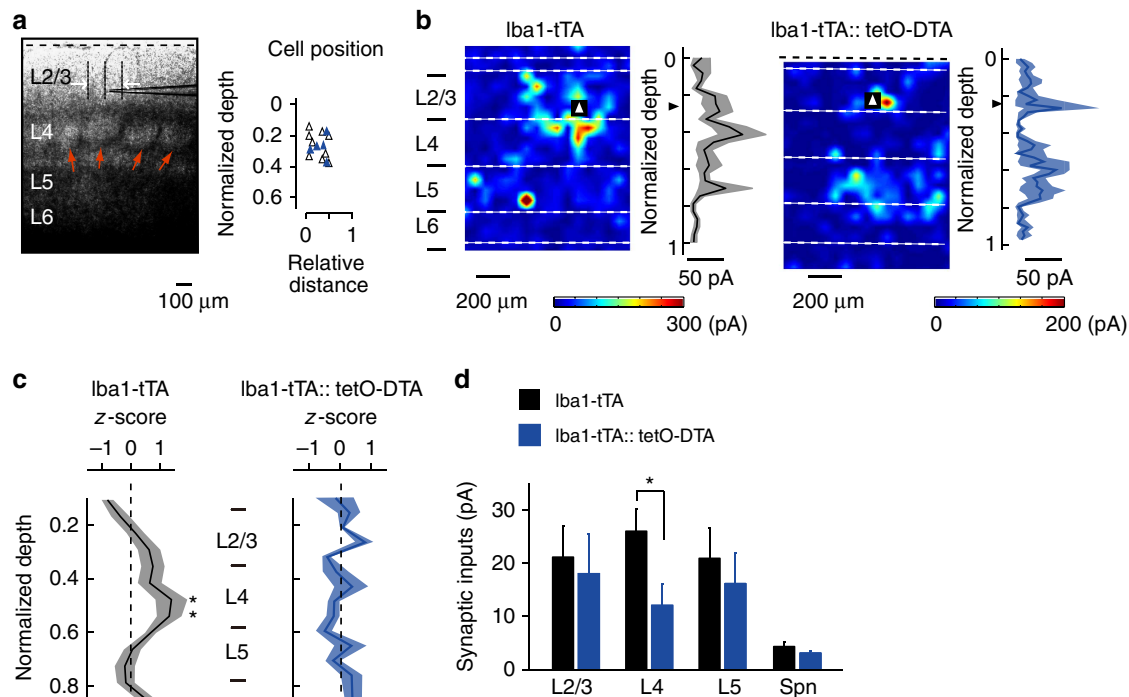 a
L2/3
L4
L5
L6
100 µm
Cell position
Normalized depth
0
0.2
0.4
0.6
0 1
Relative
distance
b
Iba1-tTA
L2/3
L4
L5
L6
200 µm
0 300 (pA)
Normalized depth
0
1
50 pA
Iba1-tTA:: tetO-DTA
200 µm
0 200 (pA)
Normalized depth
0
1
50 pA
c
Iba1-tTA
z-score
−1 0 1
Normalized depth
0.2
0.4
0.6
0.8
*
*
Iba1-tTA:: tetO-DTA
z-score
−1 0 1
L2/3
L4
L5
d
Iba1-tTA
Iba1-tTA:: tetO-DTA
Synaptic inputs (pA)
30
20
10
0
*
L2/3 L4 L5 Spn